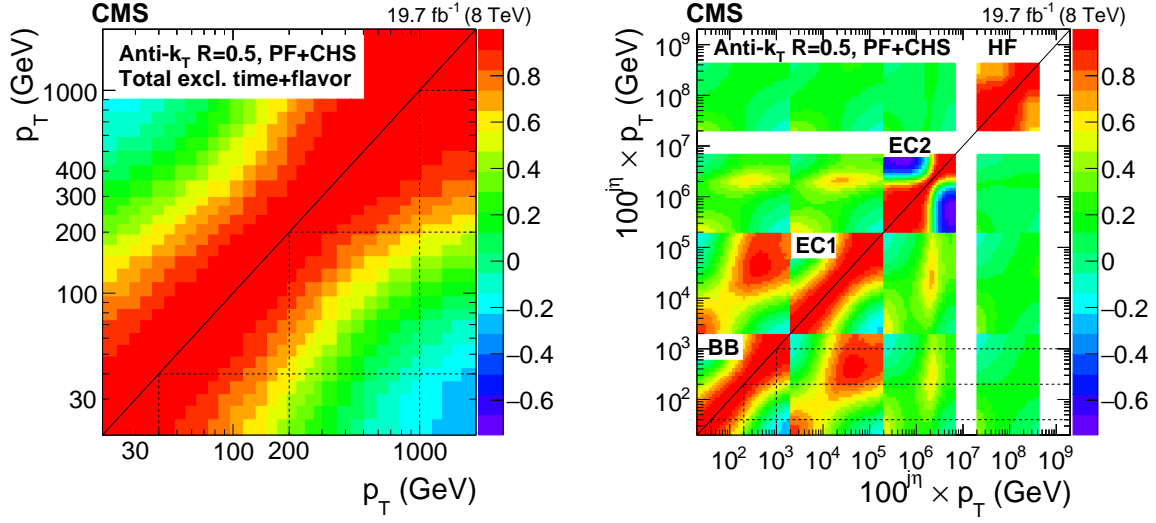 CMS
19.7 fb⁻¹ (8 TeV)
Anti-k_T R=0.5, PF+CHS
Total excl. time+flavor
p_T (GeV)
1000
400
300
200
100
40
30
30
100
200
1000
p_T (GeV)
0.8
0.6
0.4
0.2
0
−0.2
−0.4
−0.6
CMS
19.7 fb⁻¹ (8 TeV)
Anti-k_T R=0.5, PF+CHS
HF
EC2
EC1
BB
100^iη × p_T (GeV)
10⁹
10⁸
10⁷
10⁶
10⁵
10⁴
10³
10²
10² 10³ 10⁴ 10⁵ 10⁶ 10⁷ 10⁸ 10⁹
100^iη × p_T (GeV)
0.8
0.6
0.4
0.2
0
−0.2
−0.4
−0.6